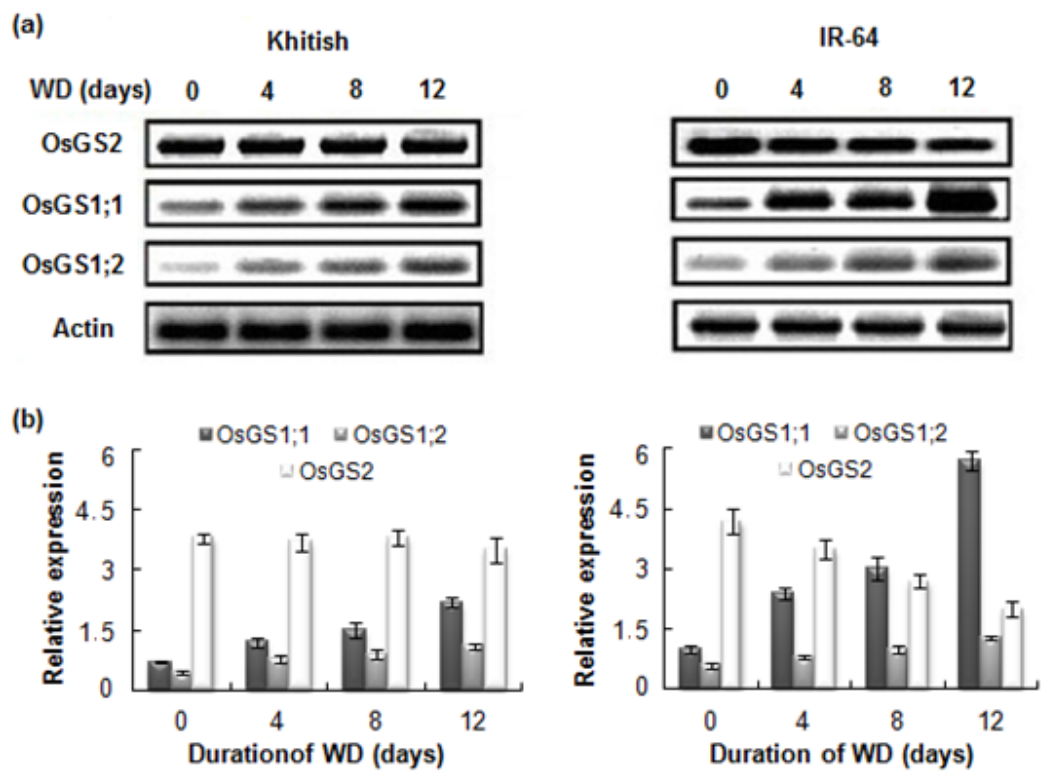 (a)
Khitish
IR-64
WD (days) 0 4 8 12
0 4 8 12
OsGS2
OsGS1;1
OsGS1;2
Actin
(b)
OsGS1;1 OsGS1;2
OsGS2
Relative expression
6
4.5
3
1.5
0
0 4 8 12
Durationof WD (days)
OsGS1;1 OsGS1;2
OsGS2
Relative expression
6
4.5
3
1.5
0
0 4 8 12
Duration of WD (days)